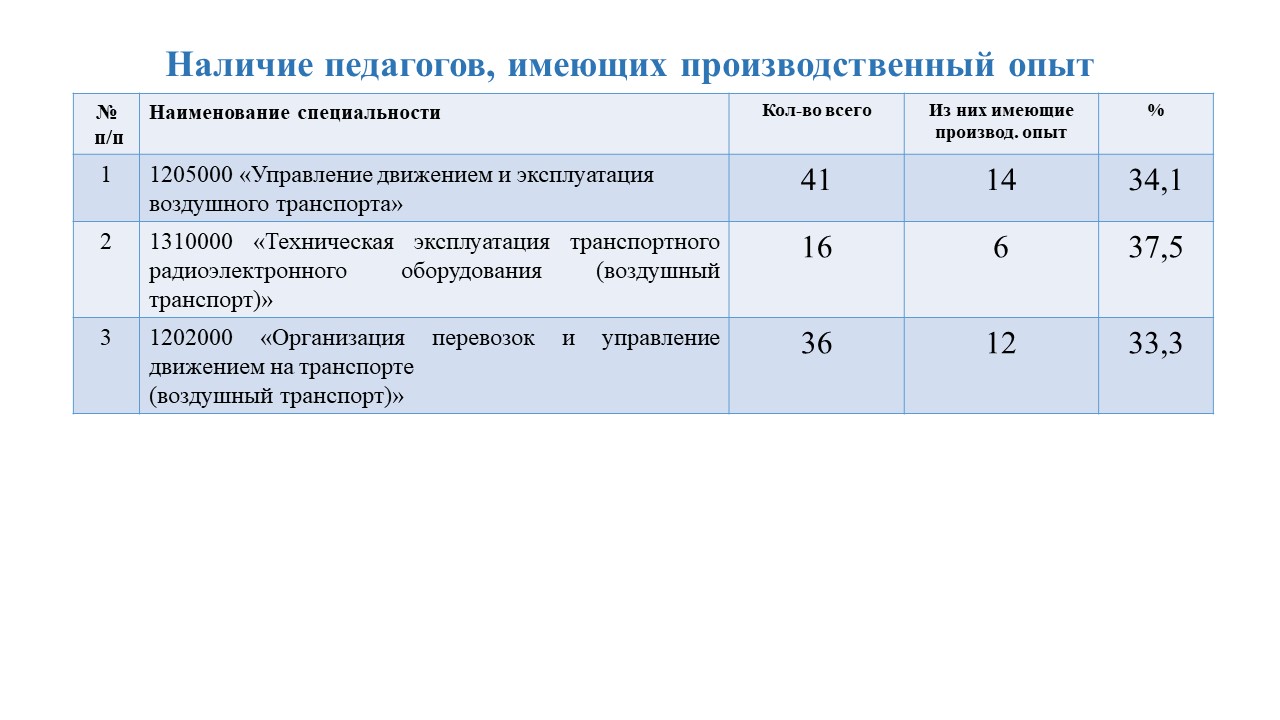 Наличие педагогов, имеющих производственный опыт
№ п/п Наименование специальности Кол-во всего Из них имеющие производ. опыт %
1 1205000 «Управление движением и эксплуатация 41 14 34,1
воздушного транспорта»
2 1310000 «Техническая эксплуатация транспортного 16 6 37,5
радиоэлектронного оборудования (воздушный
транспорт)»
3 1202000 «Организация перевозок и управление 36 12 33,3
движением на транспорте
(воздушный транспорт)»